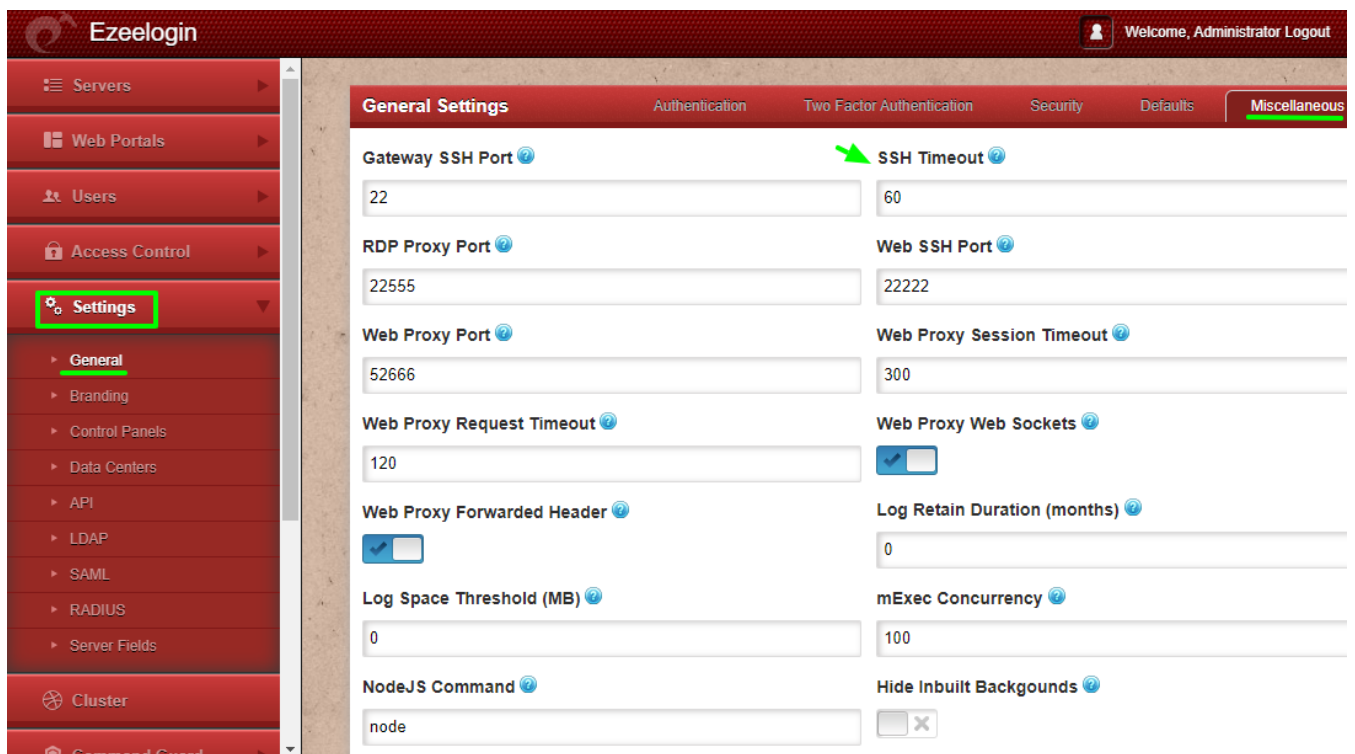 Ezeelogin
Welcome, Administrator Logout
Servers
Web Portals
Users
Access Control
Settings
General
Branding
Control Panels
Data Centers
API
LDAP
SAML
RADIUS
Server Fields
Cluster
Command Guard
General Settings
Authentication
Two Factor Authentication
Security
Defaults
Miscellaneous
Gateway SSH Port
22
SSH Timeout
60
RDP Proxy Port
22555
Web SSH Port
22222
Web Proxy Port
52666
Web Proxy Session Timeout
300
Web Proxy Request Timeout
120
Web Proxy Web Sockets
Web Proxy Forwarded Header
Log Retain Duration (months)
0
Log Space Threshold (MB)
0
mExec Concurrency
100
NodeJS Command
node
Hide Inbuilt Backgounds